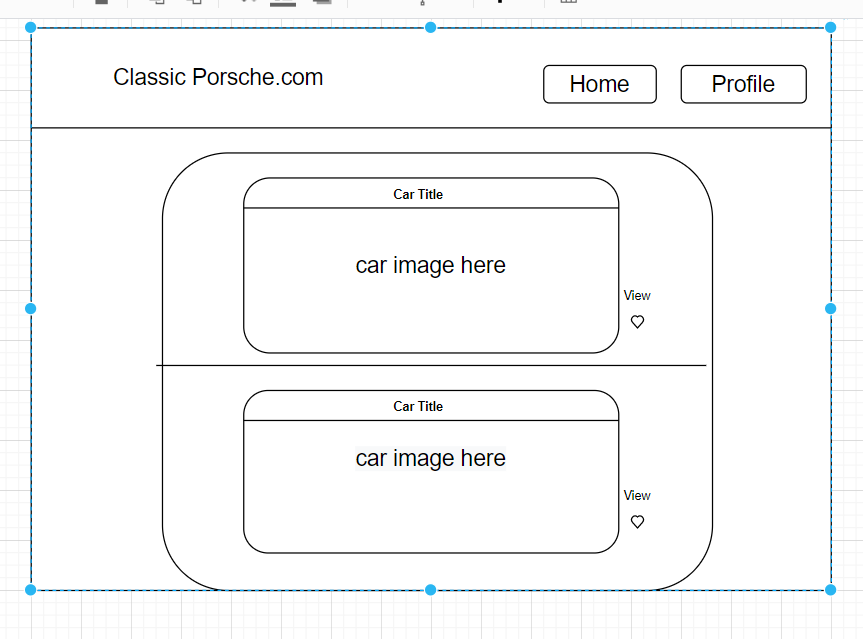 Classic Porsche.com
Home
Profile
Car Title
car image here
View
Car Title
car image here
View